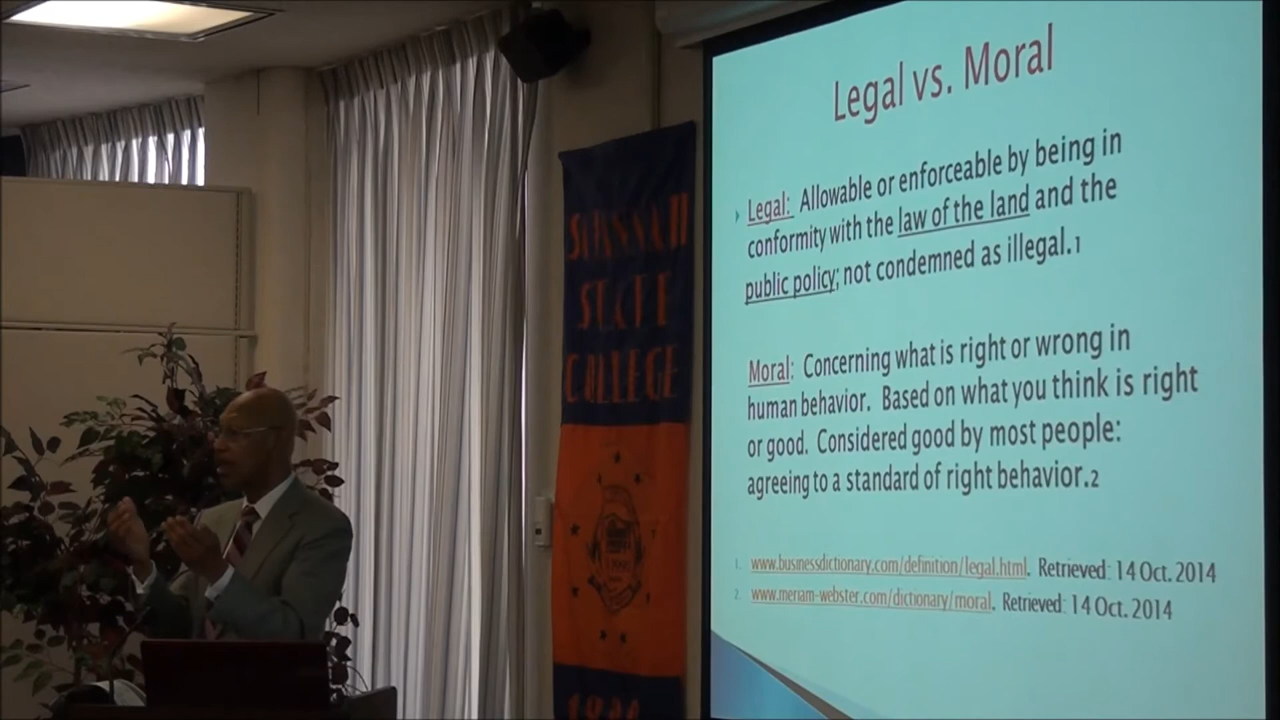 SAVANNAH
STATE
COLLEGE
Legal vs. Moral
Legal: Allowable or enforceable by being in
conformity with the law of the land and the
public policy; not condemned as illegal.1
Moral: Concerning what is right or wrong in
human behavior. Based on what you think is right
or good. Considered good by most people:
agreeing to a standard of right behavior.2
1. www.businessdictionary.com/definition/legal.html. Retrieved: 14 Oct. 2014
2. www.meriam-webster.com/dictionary/moral. Retrieved: 14 Oct. 2014